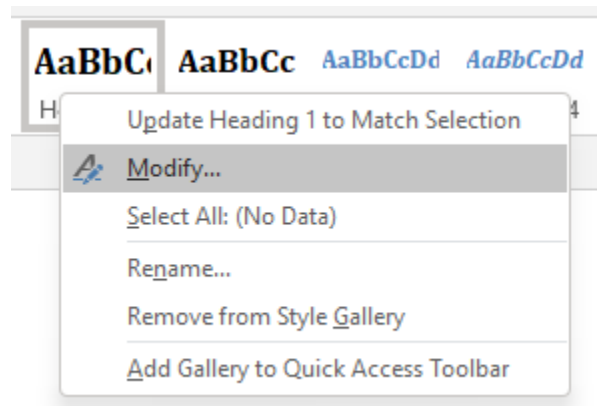 AaBbC AaBbCc AaBbCcDd AaBbCcDd
H 4
Update Heading 1 to Match Selection
Modify...
Select All: (No Data)
Rename...
Remove from Style Gallery
Add Gallery to Quick Access Toolbar